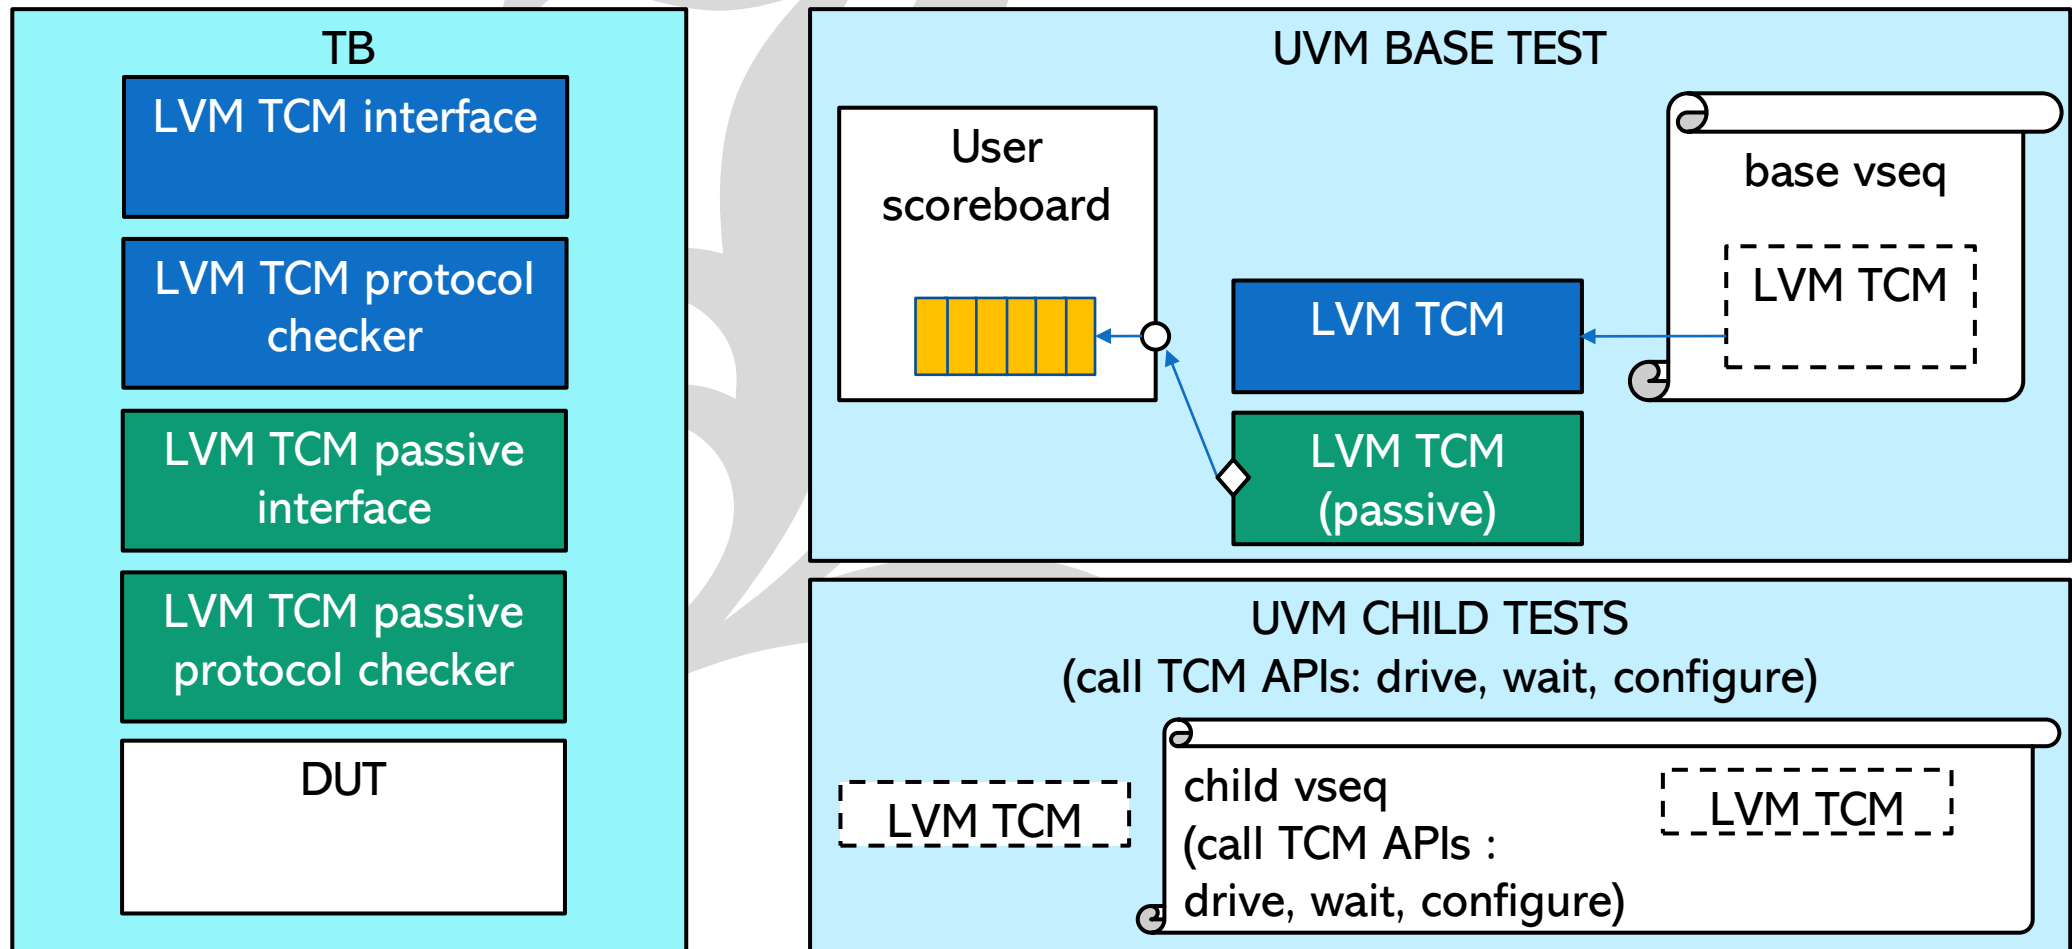 TB
LVM TCM interface
LVM TCM protocol
checker
LVM TCM passive
interface
LVM TCM passive
protocol checker
DUT
UVM BASE TEST
User
scoreboard
LVM TCM
LVM TCM
(passive)
base vseq
LVM TCM
UVM CHILD TESTS
(call TCM APIs: drive, wait, configure)
LVM TCM
child vseq
(call TCM APIs :
drive, wait, configure)
LVM TCM